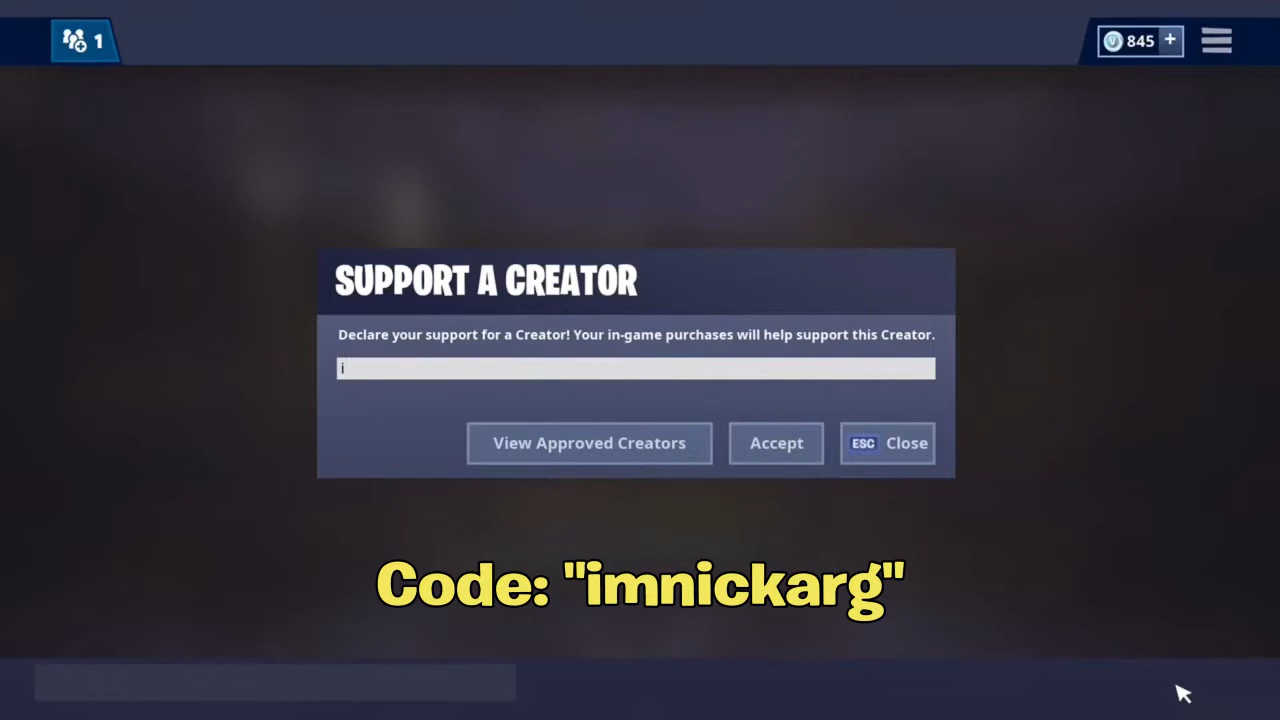 1
845 +
SUPPORT A CREATOR
Declare your support for a Creator! Your in-game purchases will help support this Creator.
i
View Approved Creators Accept ESC Close
Code: "imnickarg"